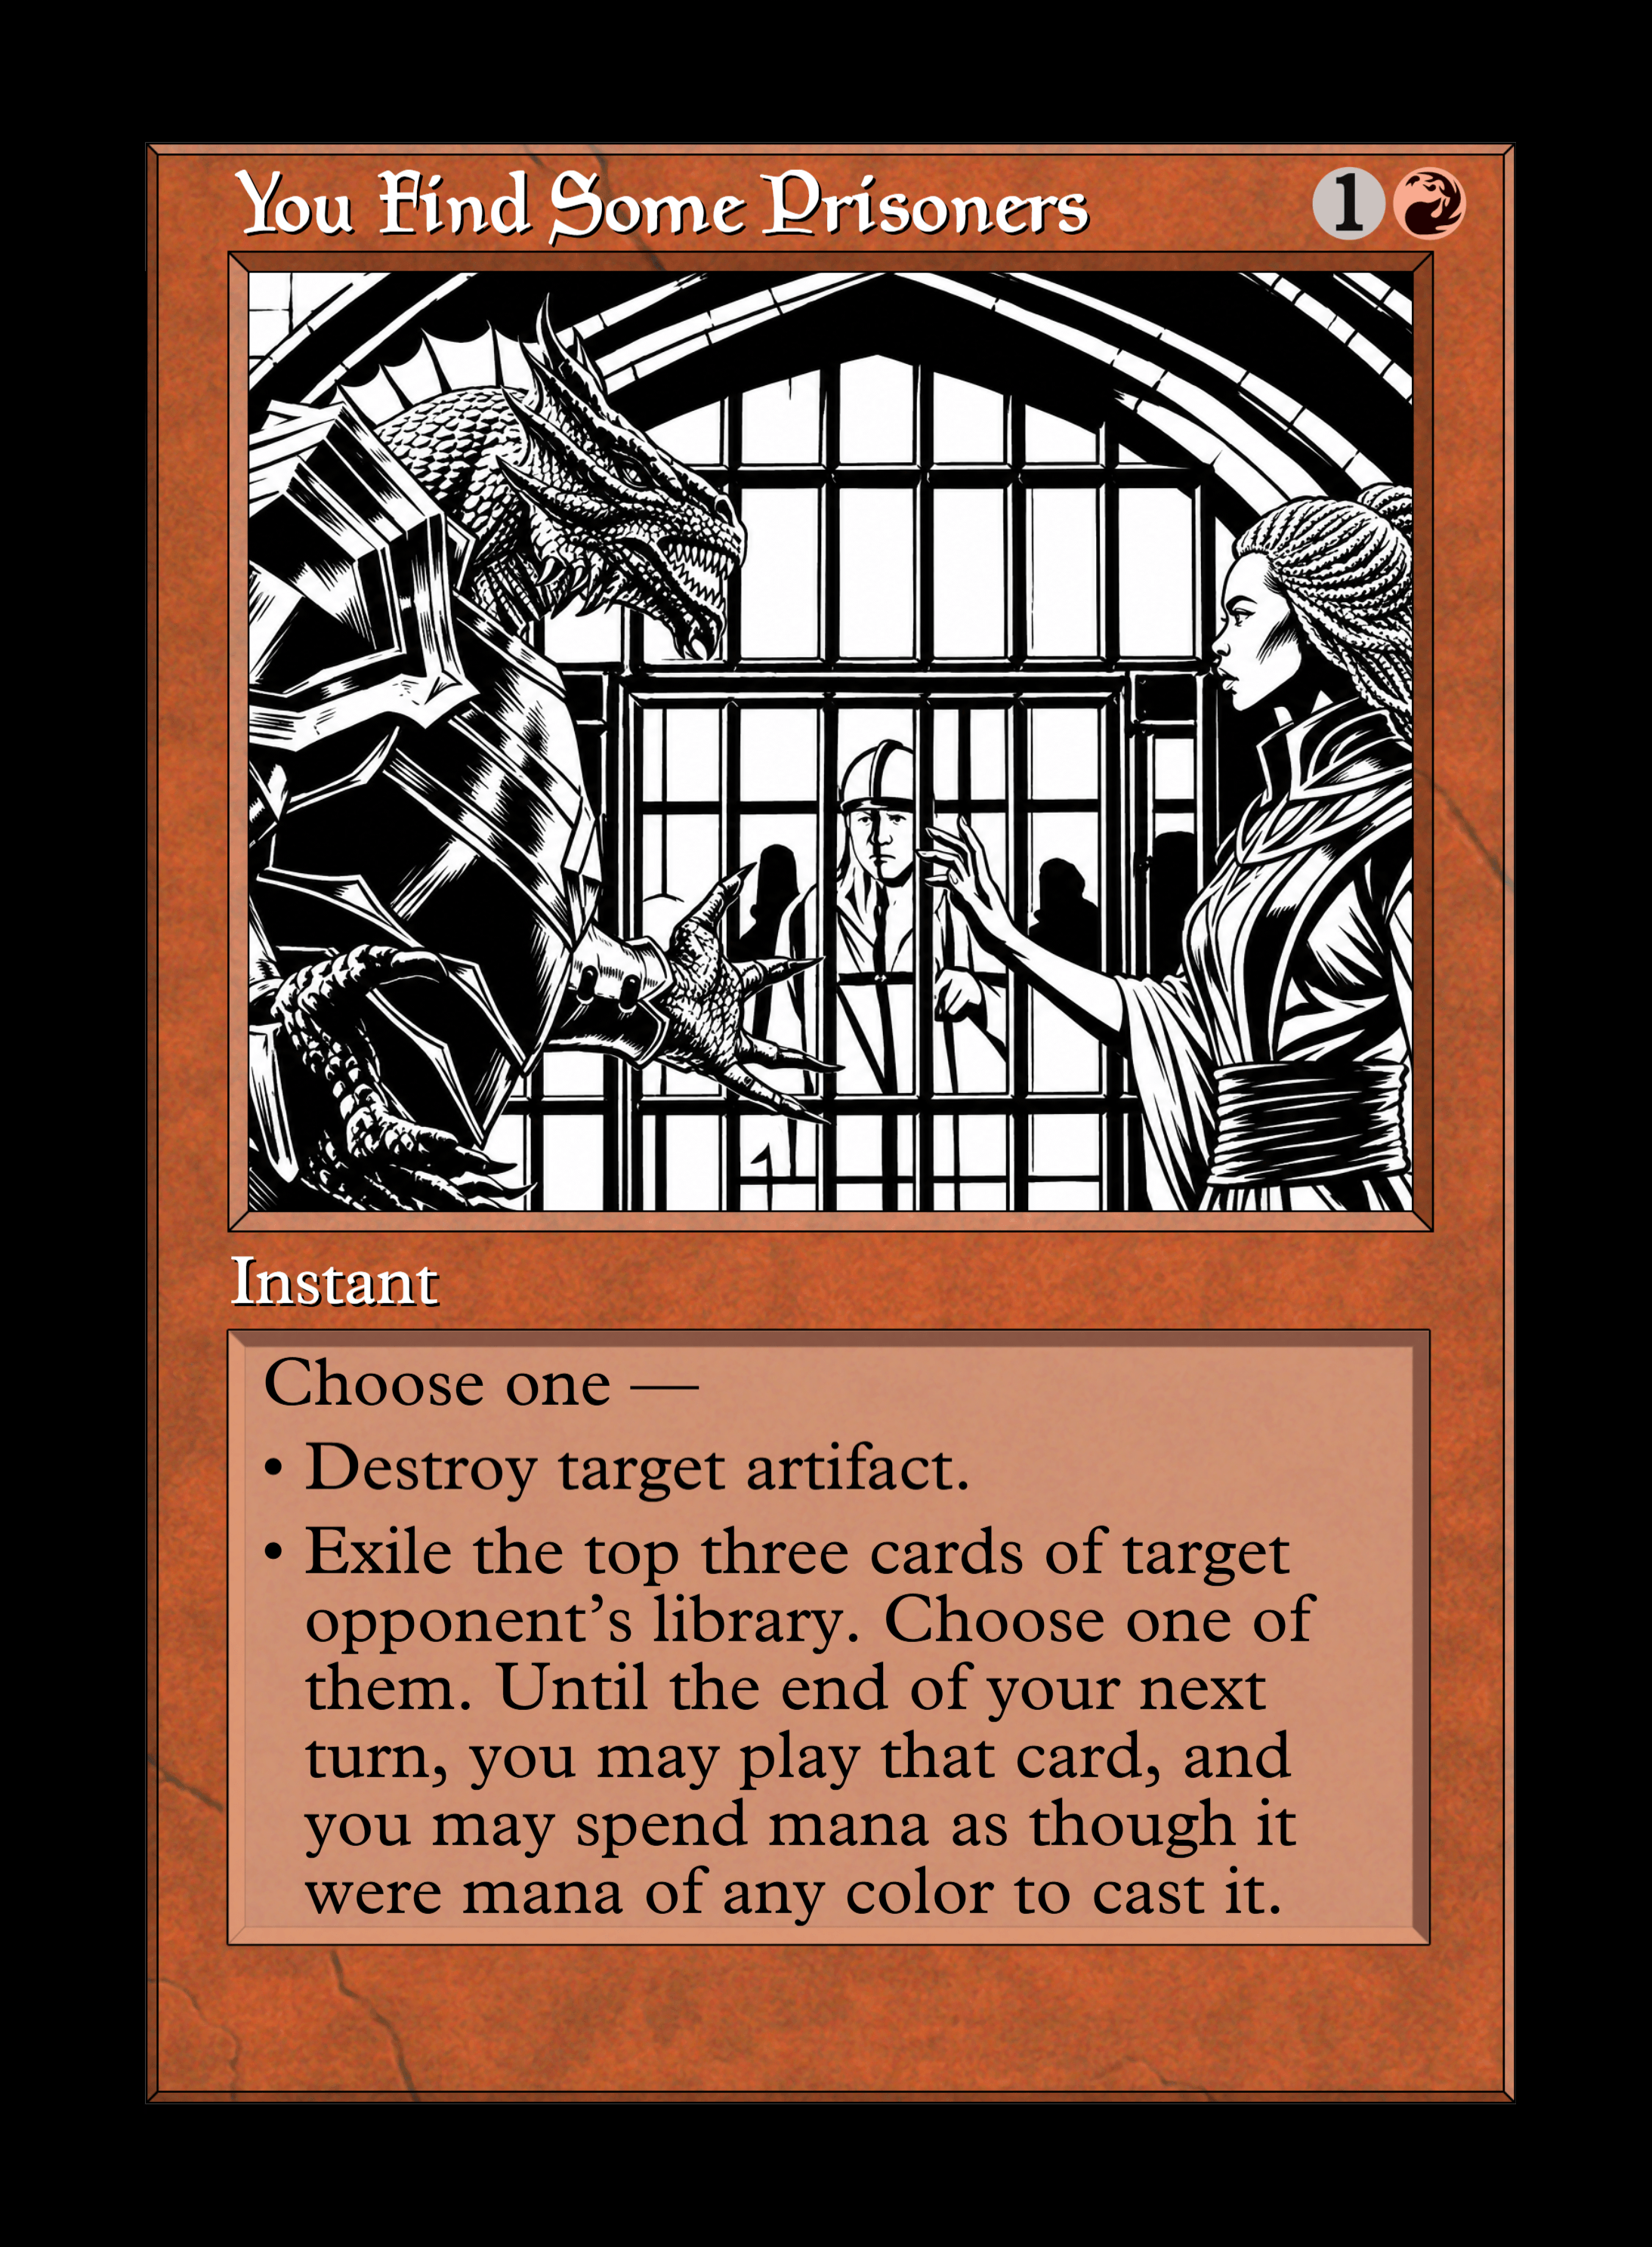 You Find Some Prisoners 1
Instant
Choose one —
• Destroy target artifact.
• Exile the top three cards of target
opponent’s library. Choose one of
them. Until the end of your next
turn, you may play that card, and
you may spend mana as though it
were mana of any color to cast it.